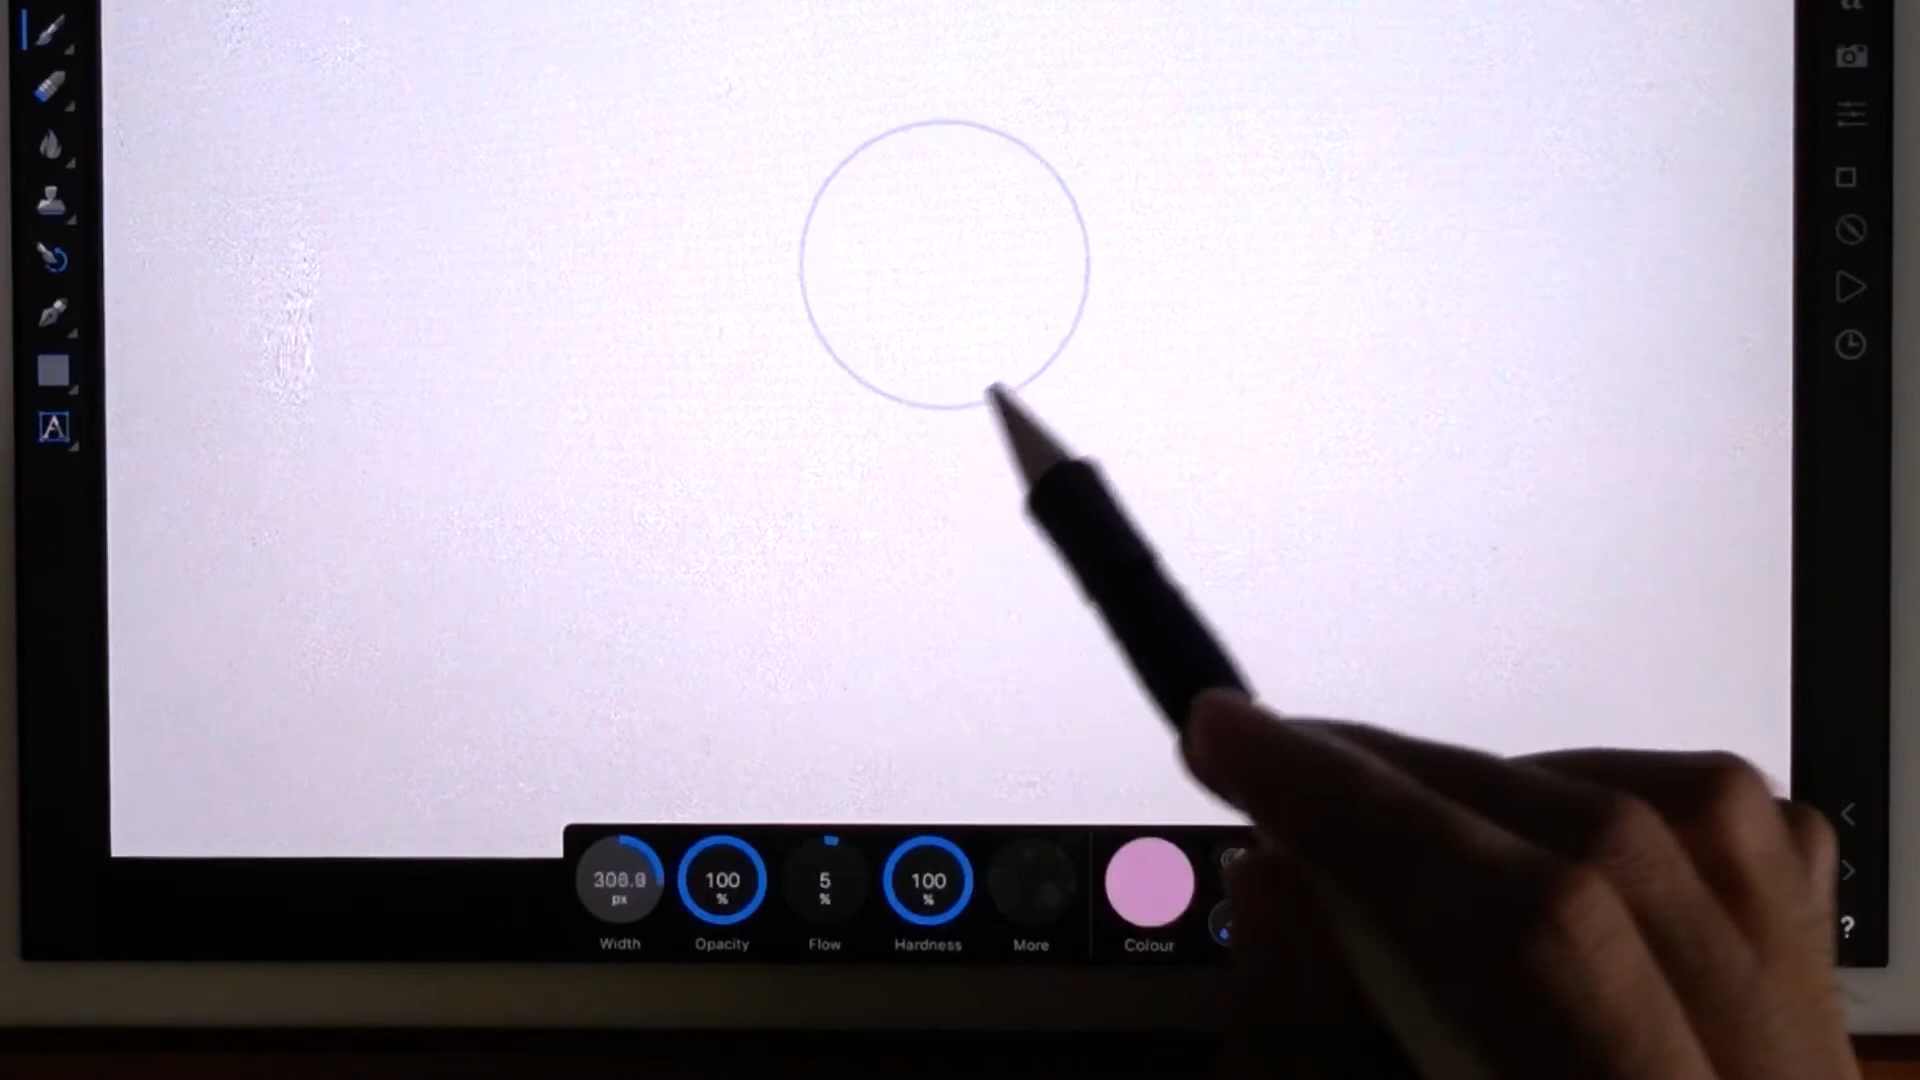 A
306.9 px
100 %
5 %
100 %
Width
Opacity
Flow
Hardness
More
Colour
?